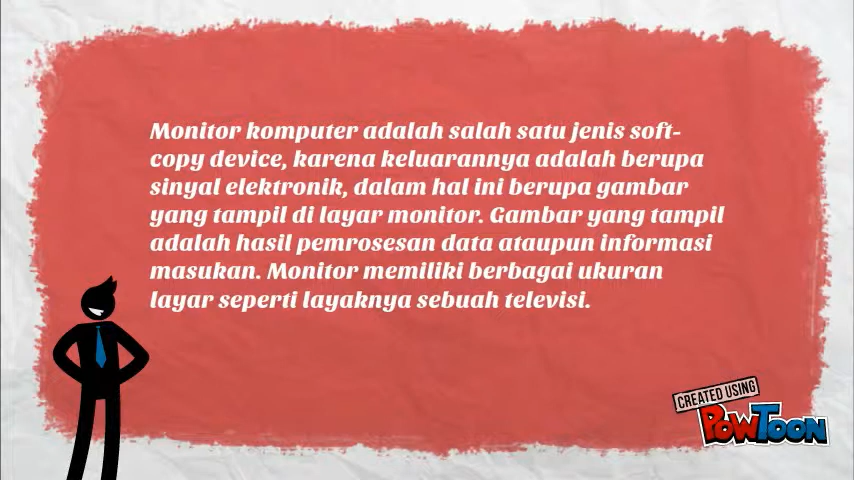 Monitor komputer adalah salah satu jenis soft-
copy device, karena keluarannya adalah berupa
sinyal elektronik, dalam hal ini berupa gambar
yang tampil di layar monitor. Gambar yang tampil
adalah hasil pemrosesan data ataupun informasi
masukan. Monitor memiliki berbagai ukuran
layar seperti layaknya sebuah televisi.
CREATED USING
POWTOON